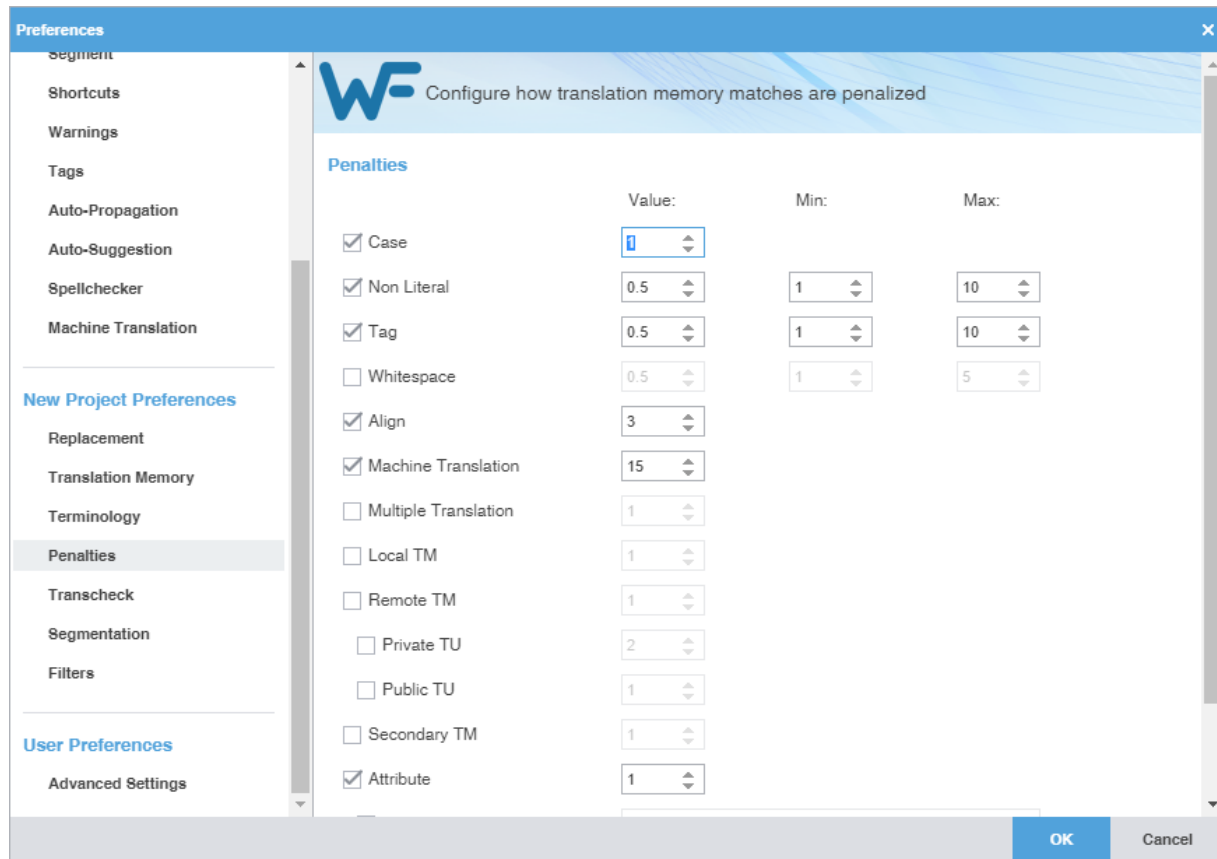 Preferences
Segment
Shortcuts
Warnings
Tags
Auto-Propagation
Auto-Suggestion
Spellchecker
Machine Translation
New Project Preferences
Replacement
Translation Memory
Terminology
Penalties
Transcheck
Segmentation
Filters
User Preferences
Advanced Settings
WF
Configure how translation memory matches are penalized
Penalties
Value: Min: Max:
Case 1
Non Literal 0.5 1 10
Tag 0.5 1 10
Whitespace 0.5 1 5
Align 3
Machine Translation 15
Multiple Translation 1
Local TM 1
Remote TM 1
Private TU 2
Public TU 1
Secondary TM 1
Attribute 1
OK Cancel